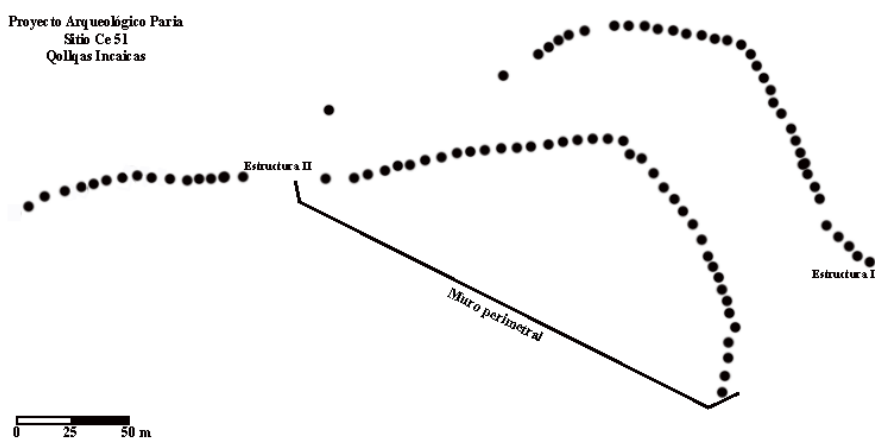 Proyecto Arqueológico Paria
Sitio Ce 51
Qollqas Incaicas
Estructura II
Estructura I
Muro perimetral
0 25 50 m